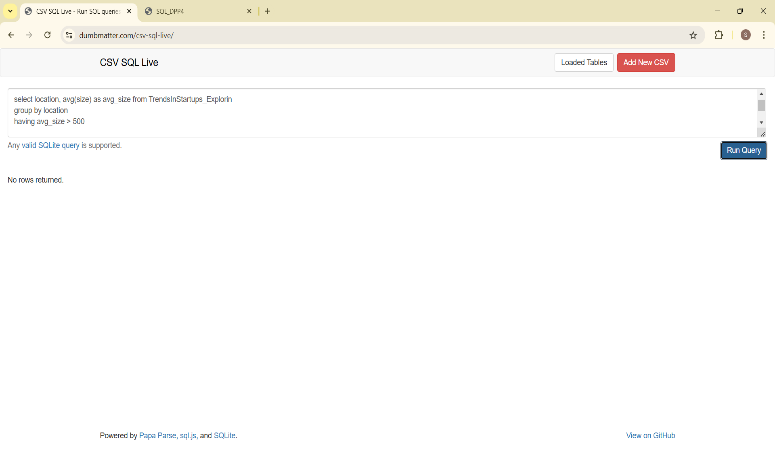 CSV SQL Live - Run SQL queries
SQL_DPP4
dumbmatter.com/csv-sql-live/
S
CSV SQL Live
Loaded Tables
Add New CSV
select location, avg(size) as avg_size from TrendsInStartups_Explorin
group by location
having avg_size > 500
Any valid SQLite query is supported.
Run Query
No rows returned.
Powered by Papa Parse, sql.js, and SQLite.
View on GitHub